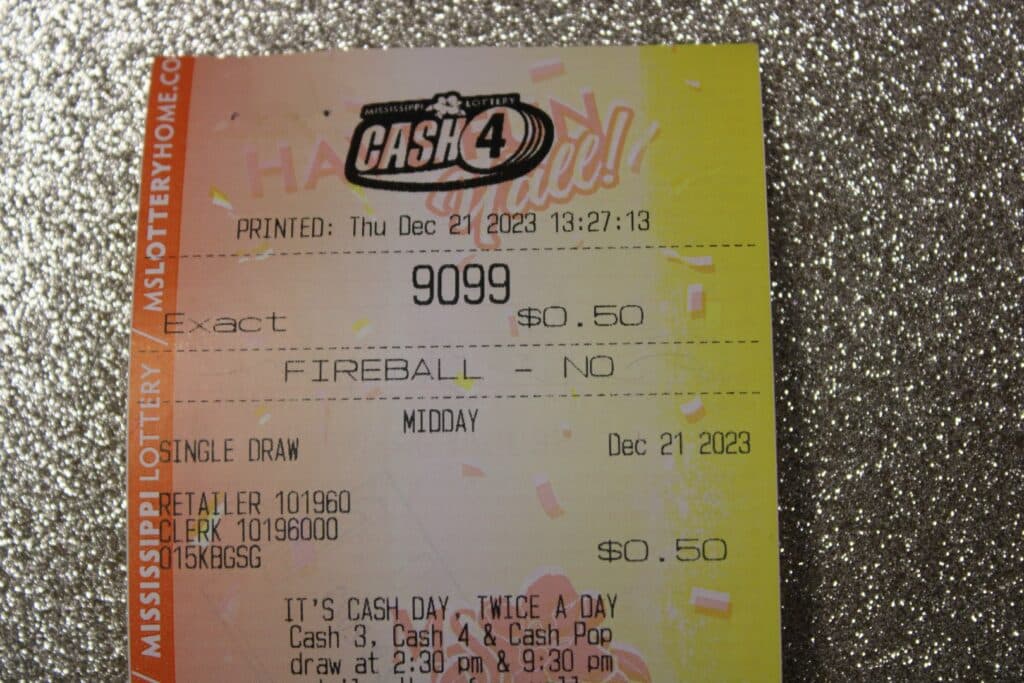 MISSISSIPPI LOTTERY
CASH 4
HA
Y'all!
PRINTED: Thu Dec 21 2023 13:27:13
9099
Exact $0.50
FIREBALL - NO
MIDDAY
SINGLE DRAW Dec 21 2023
RETAILER 101960
CLERK 10196000
015KBGSG
$0.50
IT'S CASH DAY, TWICE A DAY
Cash 3, Cash 4 & Cash Pop
draw at 2:30 pm & 9:30 pm
MISSISSIPPI LOTTERY / MSLOTTERYHOME.CO